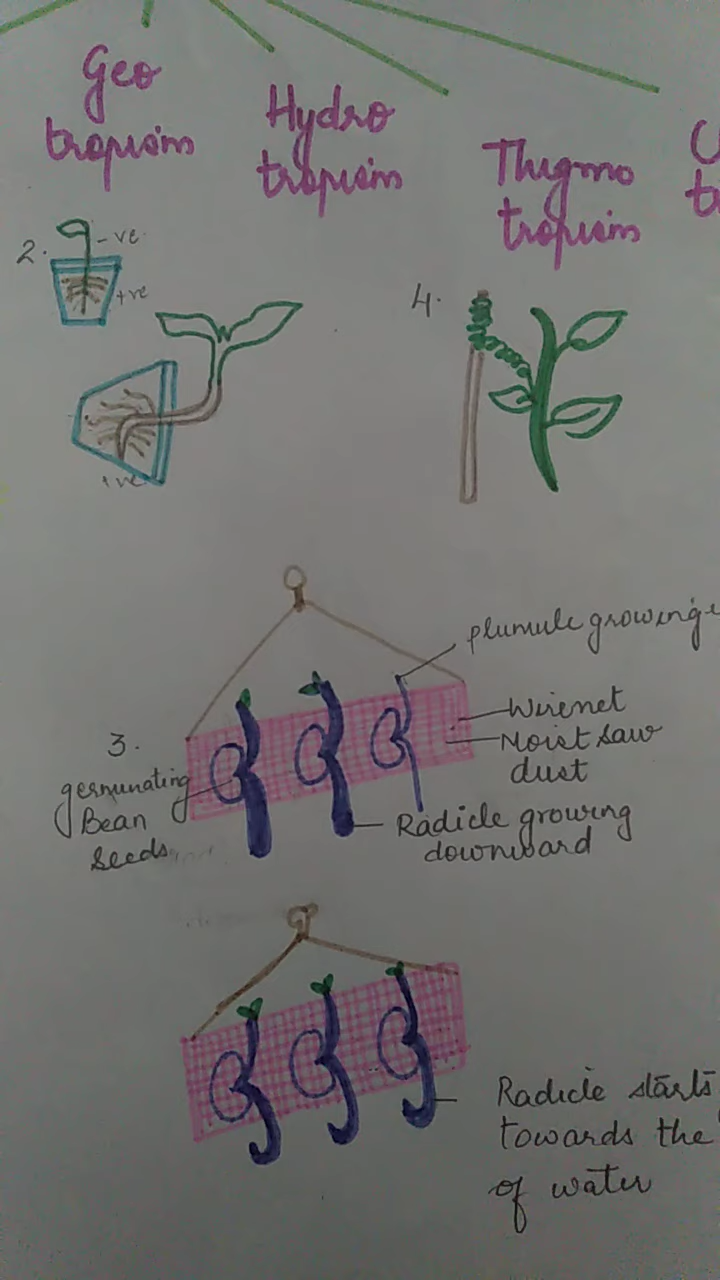 Geo
tropism
Hydro
tropism
Thigmo
tropism
2.
-ve
+ve
+ve
4.
plumule growing
3.
Wirenet
Moist saw
dust
germinating
Bean
seeds
Radicle growing
downward
Radicle starts
towards the
of water